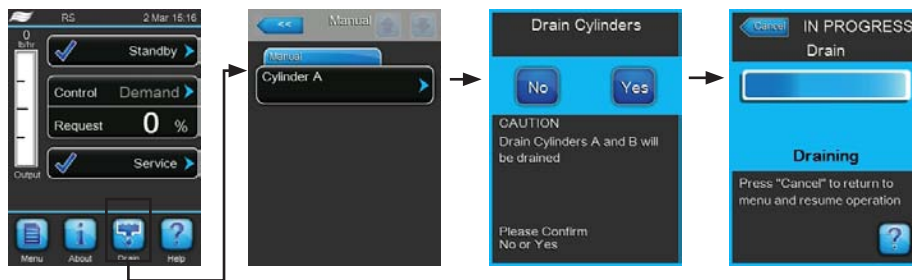 RS 2 Mar 15:16
0
lb/hr
Standby
Control Demand
Request 0 %
Service
Output
Menu About Drain Help
<< Manual
Manual
Cylinder A
Drain Cylinders
No Yes
CAUTION
Drain Cylinders A and B will
be drained
Please Confirm
No or Yes
Cancel IN PROGRESS
Drain
Draining
Press "Cancel" to return to
menu and resume operation
?